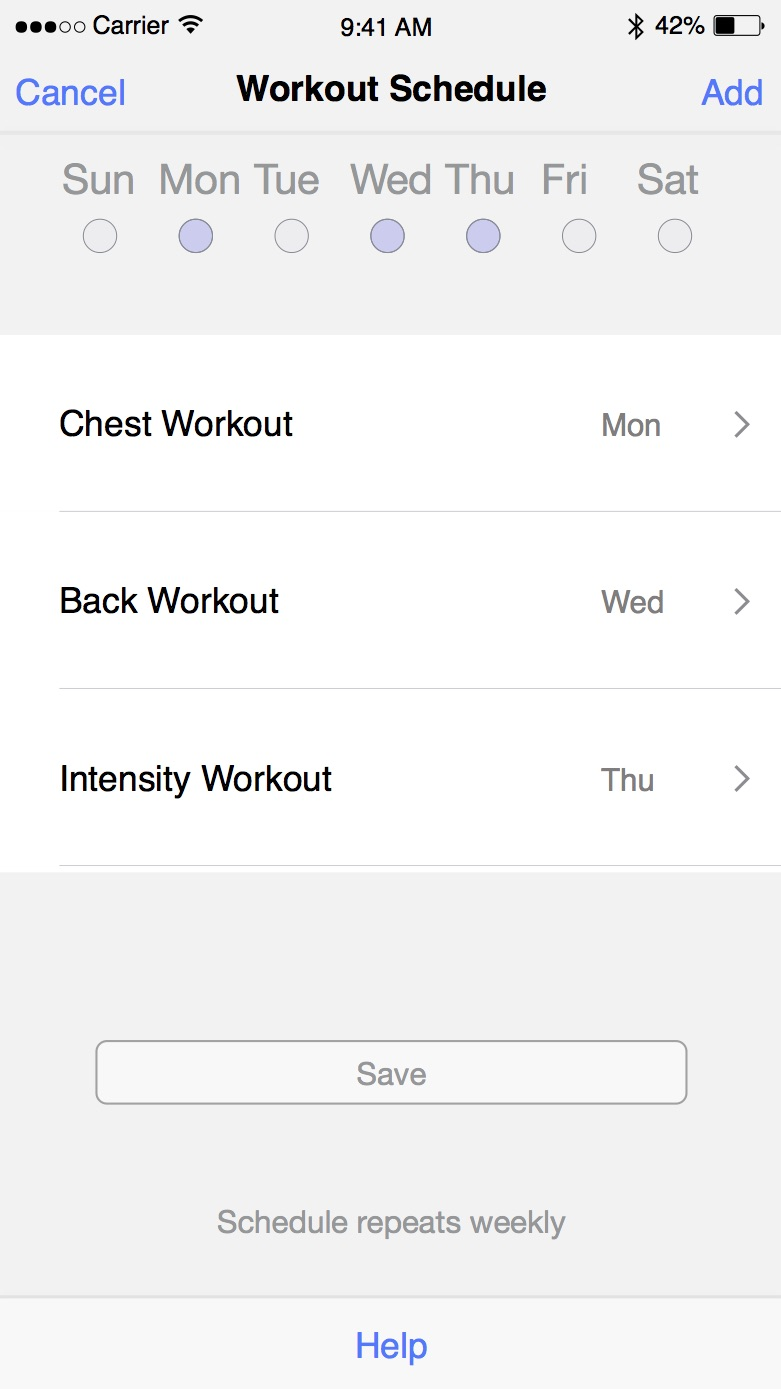 Carrier 9:41 AM 42%
Cancel Workout Schedule Add
Sun Mon Tue Wed Thu Fri Sat
Chest Workout Mon
Back Workout Wed
Intensity Workout Thu
Save
Schedule repeats weekly
Help